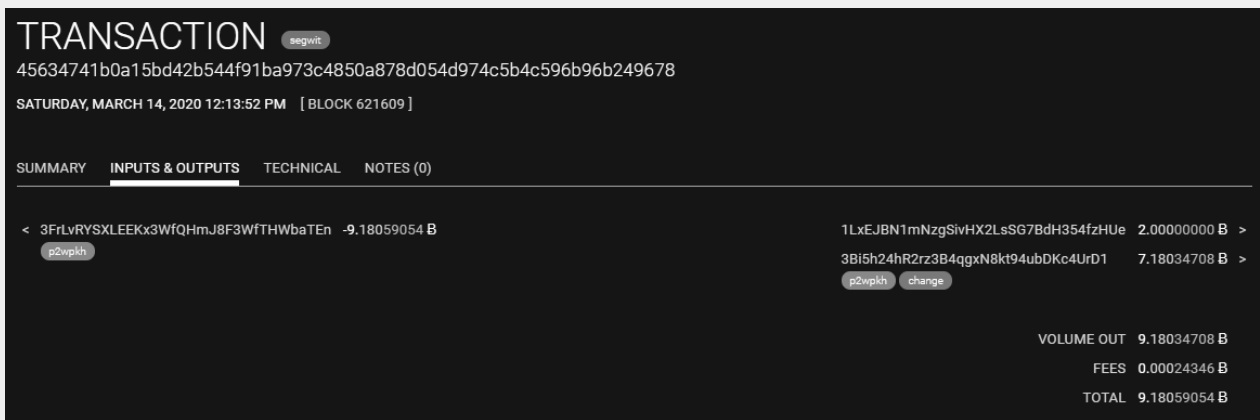 TRANSACTION segwit
45634741b0a15bd42b544f91ba973c4850a878d054d974c5b4c596b96b249678
SATURDAY, MARCH 14, 2020 12:13:52 PM [ BLOCK 621609 ]
SUMMARY INPUTS & OUTPUTS TECHNICAL NOTES (0)
< 3FrLvRYSXLEEKx3WfQHmJ8F3WfTHWbaTEn -9.18059054 Ƀ
p2wpkh
1LxEJBN1mNzgSivHX2LsSG7BdH354fzHUe 2.00000000 Ƀ >
3Bi5h24hR2rz3B4qgxN8kt94ubDKc4UrD1 7.18034708 Ƀ >
p2wpkh change
VOLUME OUT 9.18034708 Ƀ
FEES 0.00024346 Ƀ
TOTAL 9.18059054 Ƀ